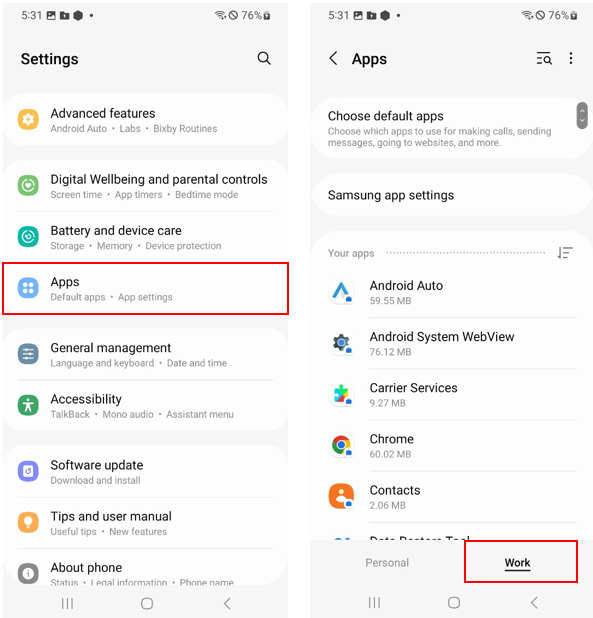 5:31
76%
Settings
Advanced features
Android Auto • Labs • Bixby Routines
Digital Wellbeing and parental controls
Screen time • App timers • Bedtime mode
Battery and device care
Storage • Memory • Device protection
Apps
Default apps • App settings
General management
Language and keyboard • Date and time
Accessibility
TalkBack • Mono audio • Assistant menu
Software update
Download and install
Tips and user manual
Useful tips • New features
About phone
Status • Legal information • Phone name
5:31
76%
Apps
Choose default apps
Choose which apps to use for making calls, sending
messages, going to websites, and more.
Samsung app settings
Your apps
Android Auto
59.55 MB
Android System WebView
76.12 MB
Carrier Services
9.27 MB
Chrome
60.02 MB
Contacts
2.06 MB
Data Restore Tool
Personal
Work